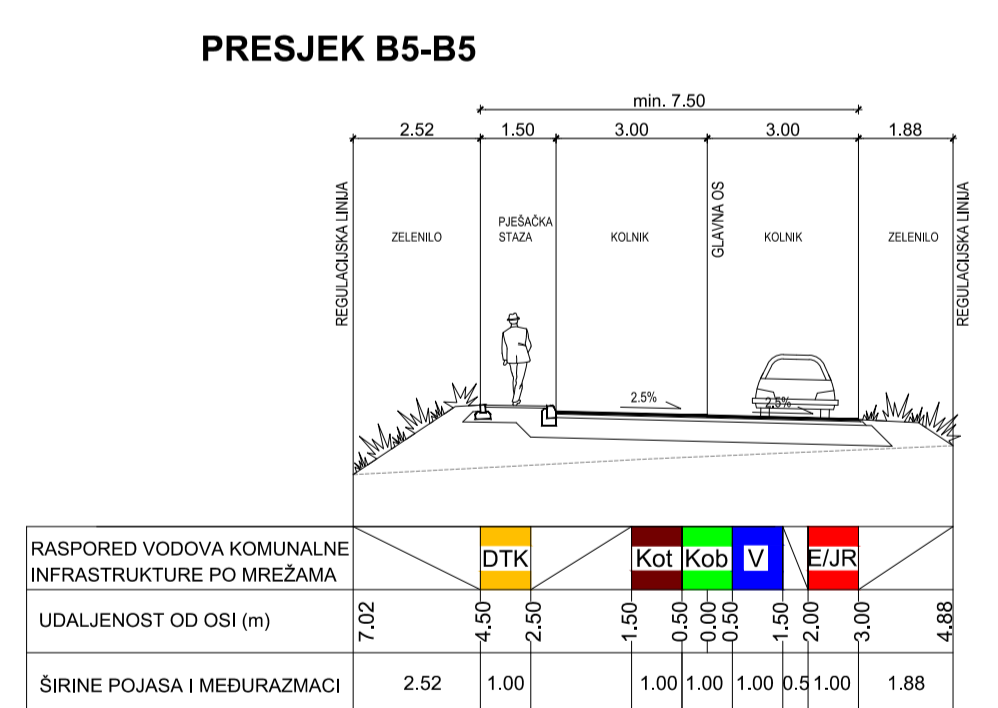 PRESJEK B5-B5
min. 7.50
2.52 1.50 3.00 3.00 1.88
REGULACIJSKA LINIJA
ZELENILO
PJEŠAČKA
STAZA
KOLNIK
GLAVNA OS
KOLNIK
ZELENILO
REGULACIJSKA LINIJA
2.5%
2.5%
RASPORED VODOVA KOMUNALNE
INFRASTRUKTURE PO MREŽAMA
DTK Kot Kob V E/JR
UDALJENOST OD OSI (m)
7.02 4.50 2.50 1.50 0.50 0.00 0.50 1.50 2.00 3.00 4.88
ŠIRINE POJASA I MEĐURAZMACI
2.52 1.00 1.00 1.00 1.00 0.5 1.00 1.88